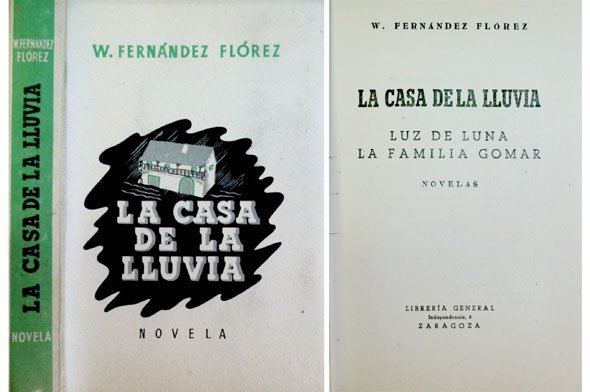 W. FERNÁNDEZ
FLÓREZ
LA CASA DE LA LLUVIA
NOVELA
W. FERNÁNDEZ FLÓREZ
LA CASA
DE LA
LLUVIA
NOVELA
W. FERNÁNDEZ FLÓREZ
LA CASA DE LA LLUVIA
LUZ DE LUNA
LA FAMILIA GOMAR
NOVELAS
LIBRERÍA GENERAL
Independencia, 8
ZARAGOZA